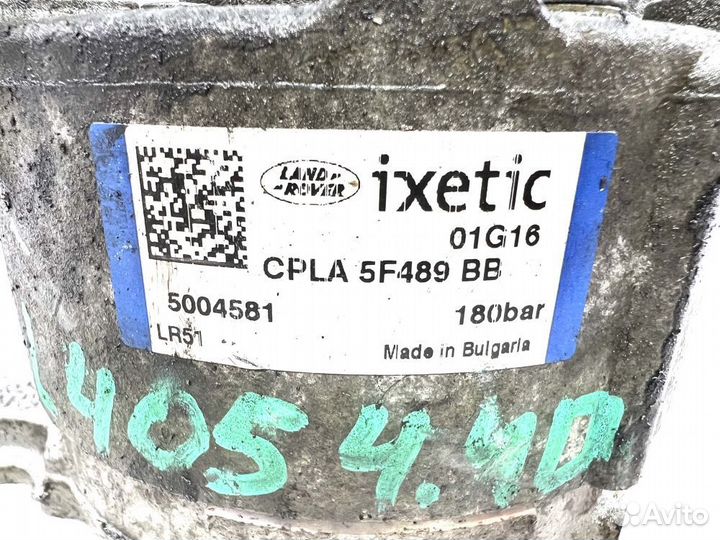 LAND
ROVER
ixetic
01G16
CPLA 5F489 BB
5004581
180bar
LR51
Made in Bulgaria
L405 4.4D
Avito